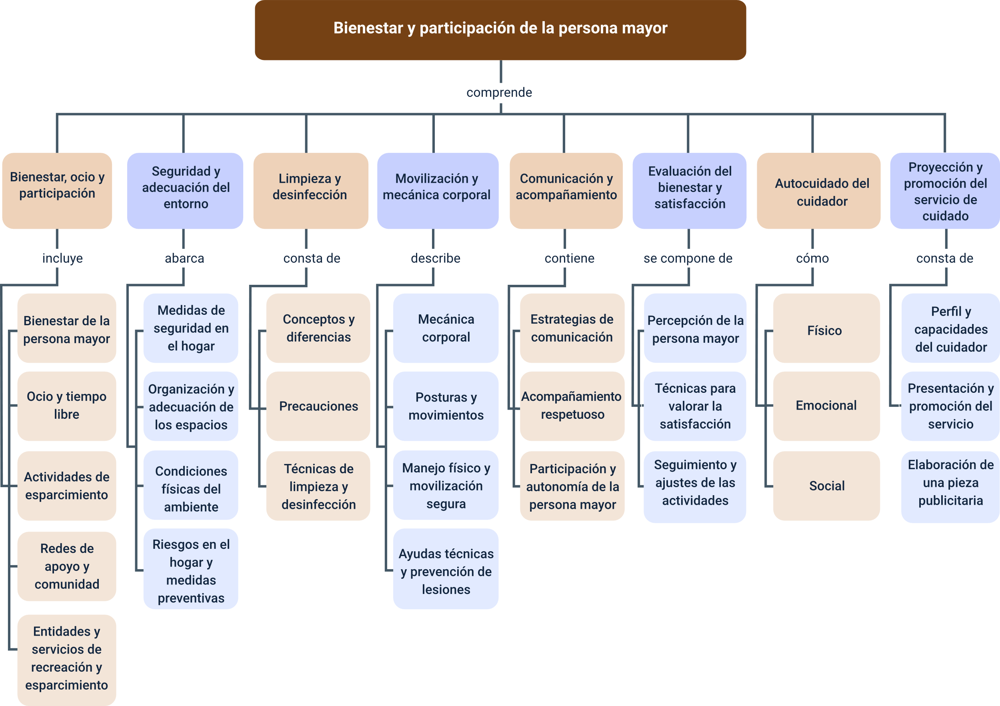 Bienestar y participación de la persona mayor
comprende
Bienestar, ocio y
participación
Seguridad y
adecuación del
entorno
Limpieza y
desinfección
Movilización y
mecánica corporal
Comunicación y
acompañamiento
Evaluación del
bienestar y
satisfacción
Autocuidado del
cuidador
Proyección y
promoción del
servicio de
cuidado
incluye
abarca
consta de
describe
contiene
se compone de
cómo
consta de
Bienestar de la
persona mayor
Ocio y tiempo
libre
Actividades de
esparcimiento
Redes de
apoyo y
comunidad
Entidades y
servicios de
recreación y
esparcimiento
Medidas de
seguridad en
el hogar
Organización y
adecuación de
los espacios
Condiciones
físicas del
ambiente
Riesgos en el
hogar y
medidas
preventivas
Conceptos y
diferencias
Precauciones
Técnicas de
limpieza y
desinfección
Mecánica
corporal
Posturas y
movimientos
Manejo físico y
movilización
segura
Ayudas técnicas
y prevención de
lesiones
Estrategias de
comunicación
Acompañamiento
respetuoso
Participación y
autonomía de la
persona mayor
Percepción de la
persona mayor
Técnicas para
valorar la
satisfacción
Seguimiento y
ajustes de las
actividades
Físico
Emocional
Social
Perfil y
capacidades
del cuidador
Presentación y
promoción del
servicio
Elaboración de
una pieza
publicitaria